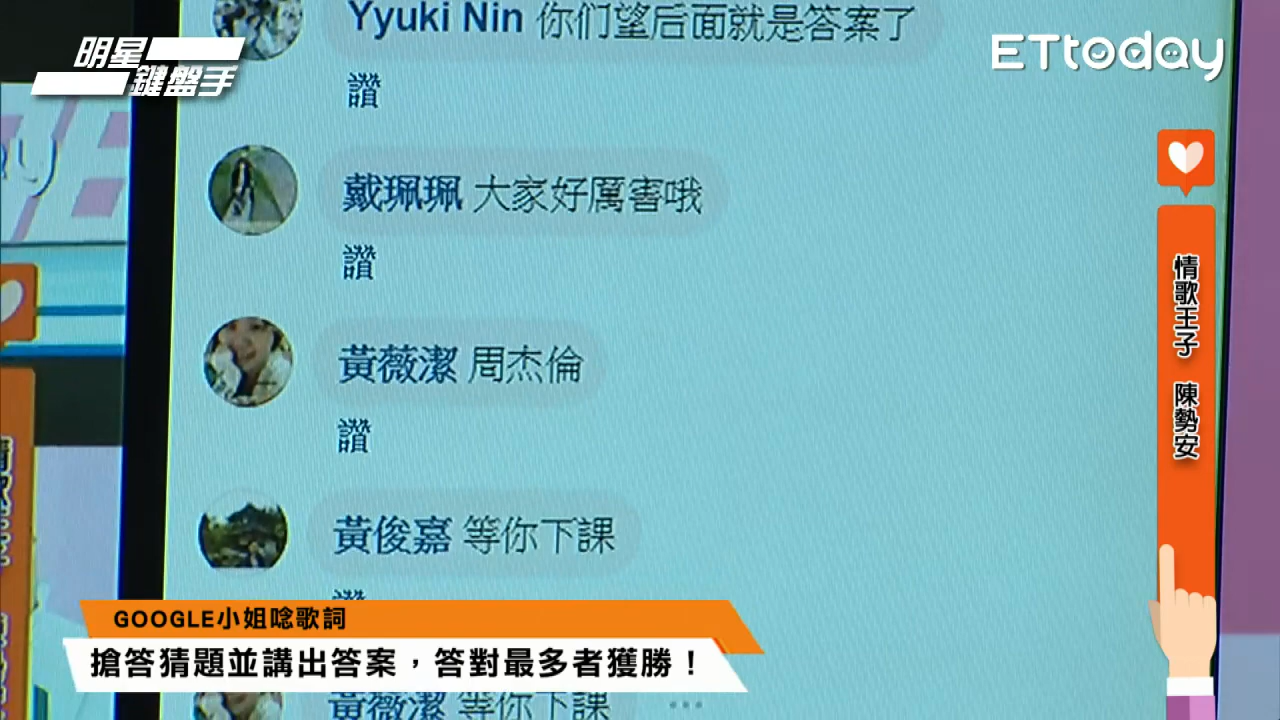 明星
鍵盤手
ETtoday
Yyuki Nin 你们望后面就是答案了
讚
戴珮珮 大家好厲害哦
讚
黃薇潔 周杰倫
讚
黃俊嘉 等你下課
讚
黃薇潔 等你下課
情歌王子 陳勢安
GOOGLE小姐唸歌詞
搶答猜題並講出答案，答對最多者獲勝！